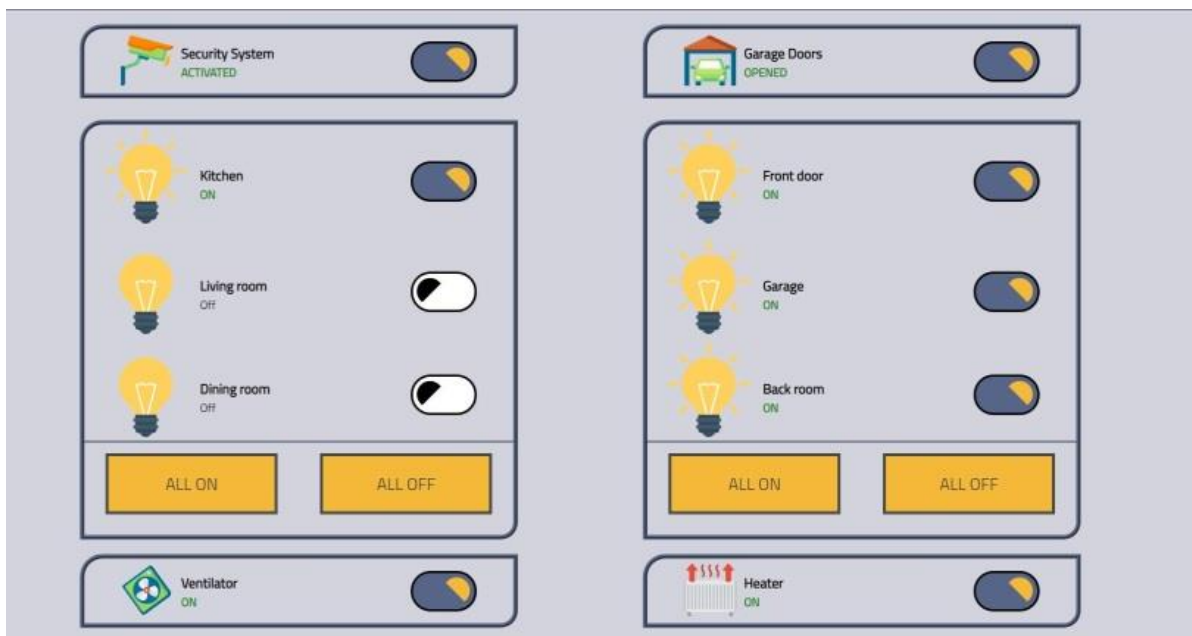 Security System
ACTIVATED
Garage Doors
OPENED
Kitchen
ON
Living room
Off
Dining room
Off
ALL ON
ALL OFF
Front door
ON
Garage
ON
Back room
ON
ALL ON
ALL OFF
Ventilator
ON
Heater
ON